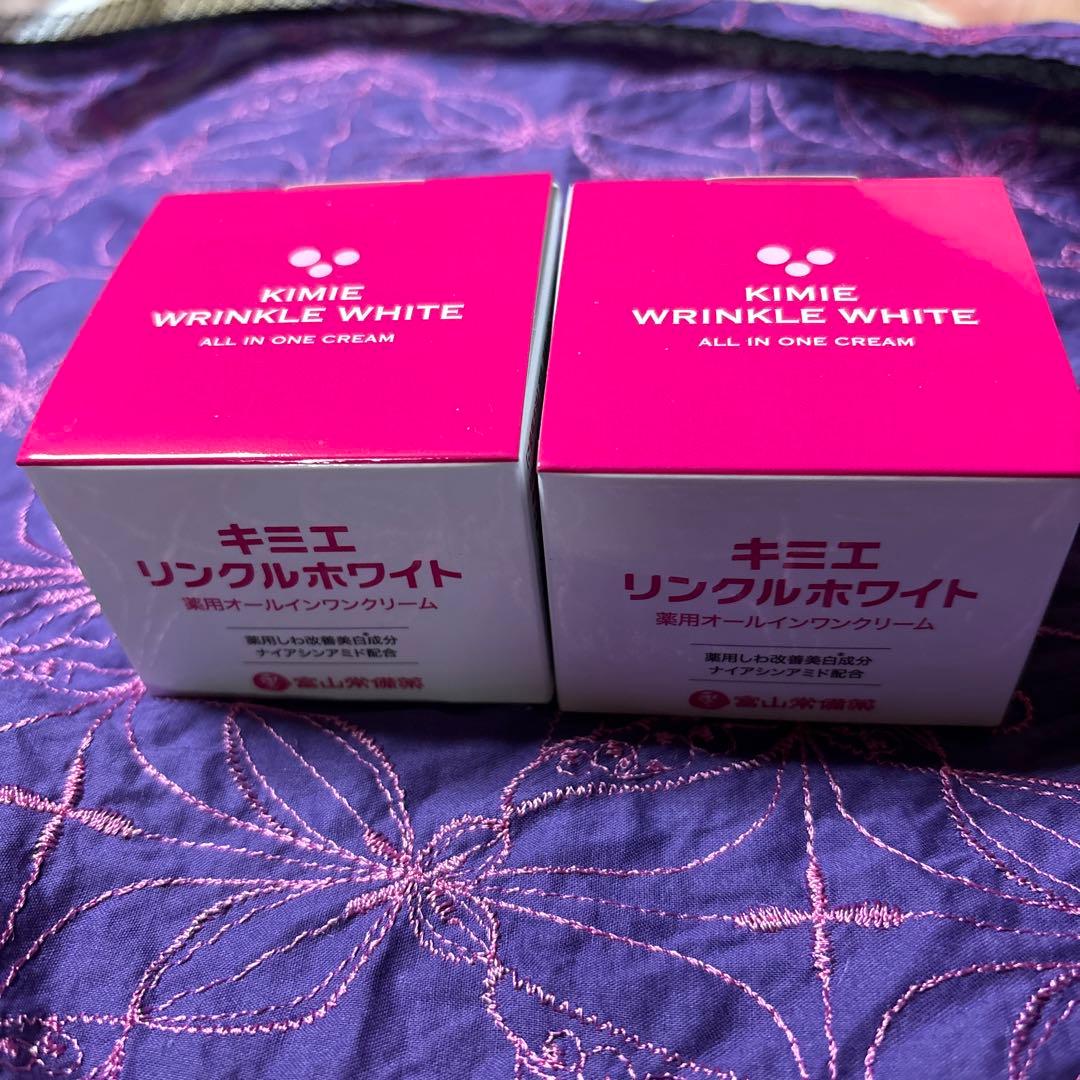 KIMIE
WRINKLE WHITE
ALL IN ONE CREAM
キミエ
リンクルホワイト
薬用オールインワンクリーム
薬用しわ改善美白*成分
ナイアシンアミド配合
富山常備薬
KIMIE
WRINKLE WHITE
ALL IN ONE CREAM
キミエ
リンクルホワイト
薬用オールインワンクリーム
薬用しわ改善美白*成分
ナイアシンアミド配合
富山常備薬